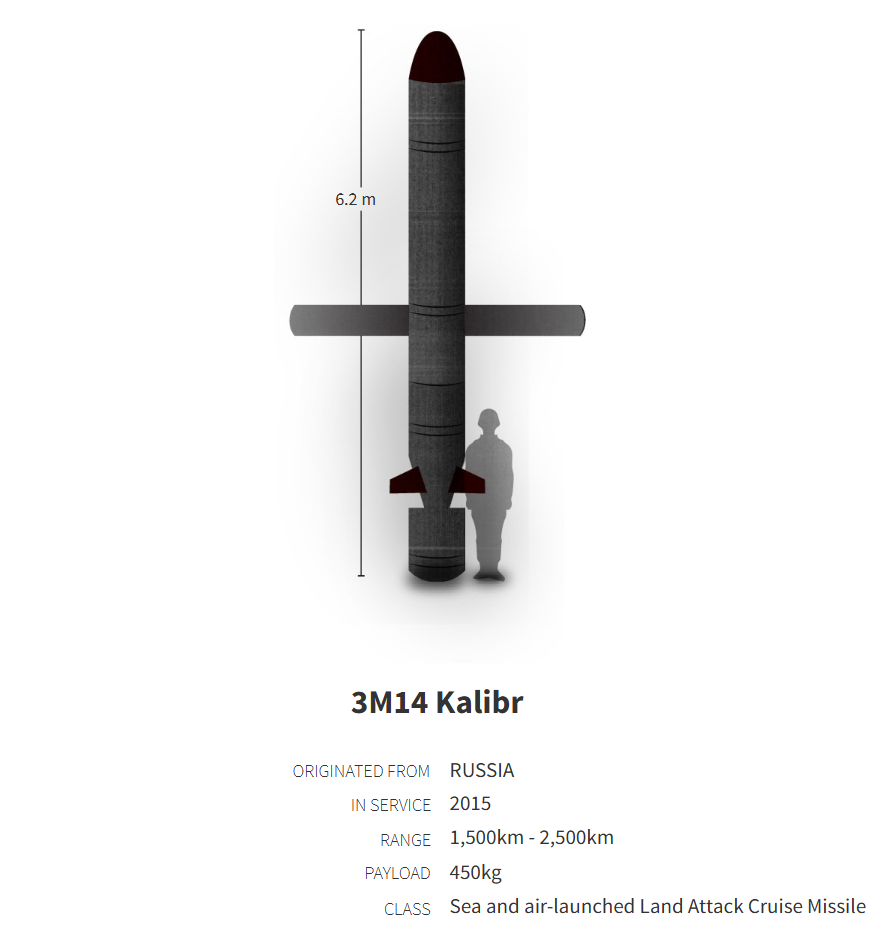 6.2 m
3M14 Kalibr
ORIGINATED FROM RUSSIA
IN SERVICE 2015
RANGE 1,500km - 2,500km
PAYLOAD 450kg
CLASS Sea and air-launched Land Attack Cruise Missile